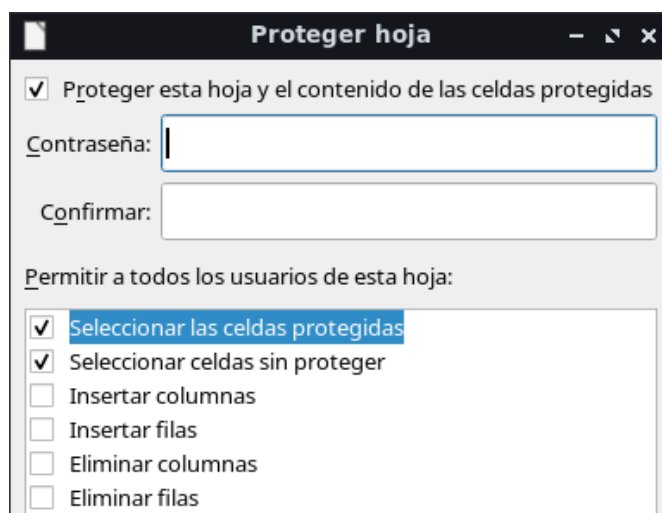 Proteger hoja
Proteger esta hoja y el contenido de las celdas protegidas
Contraseña:
Confirmar:
Permitir a todos los usuarios de esta hoja:
Seleccionar las celdas protegidas
Seleccionar celdas sin proteger
Insertar columnas
Insertar filas
Eliminar columnas
Eliminar filas